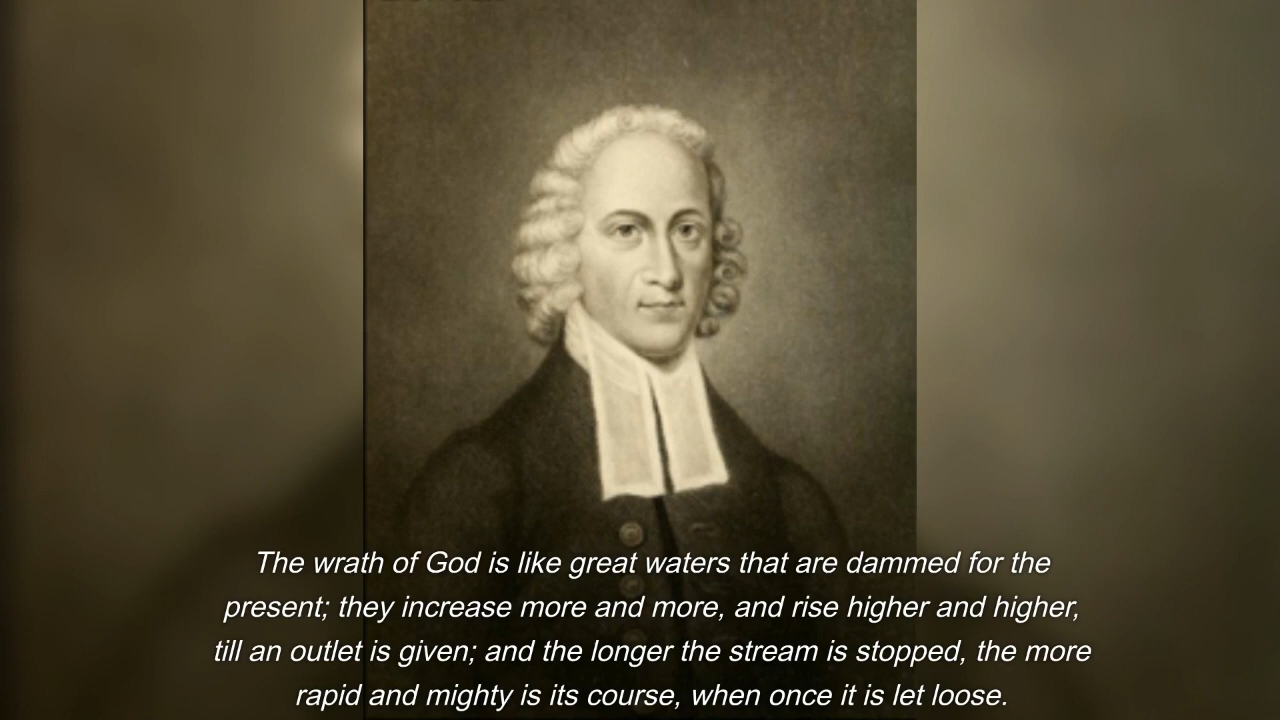 The wrath of God is like great waters that are dammed for the
present; they increase more and more, and rise higher and higher,
till an outlet is given; and the longer the stream is stopped, the more
rapid and mighty is its course, when once it is let loose.